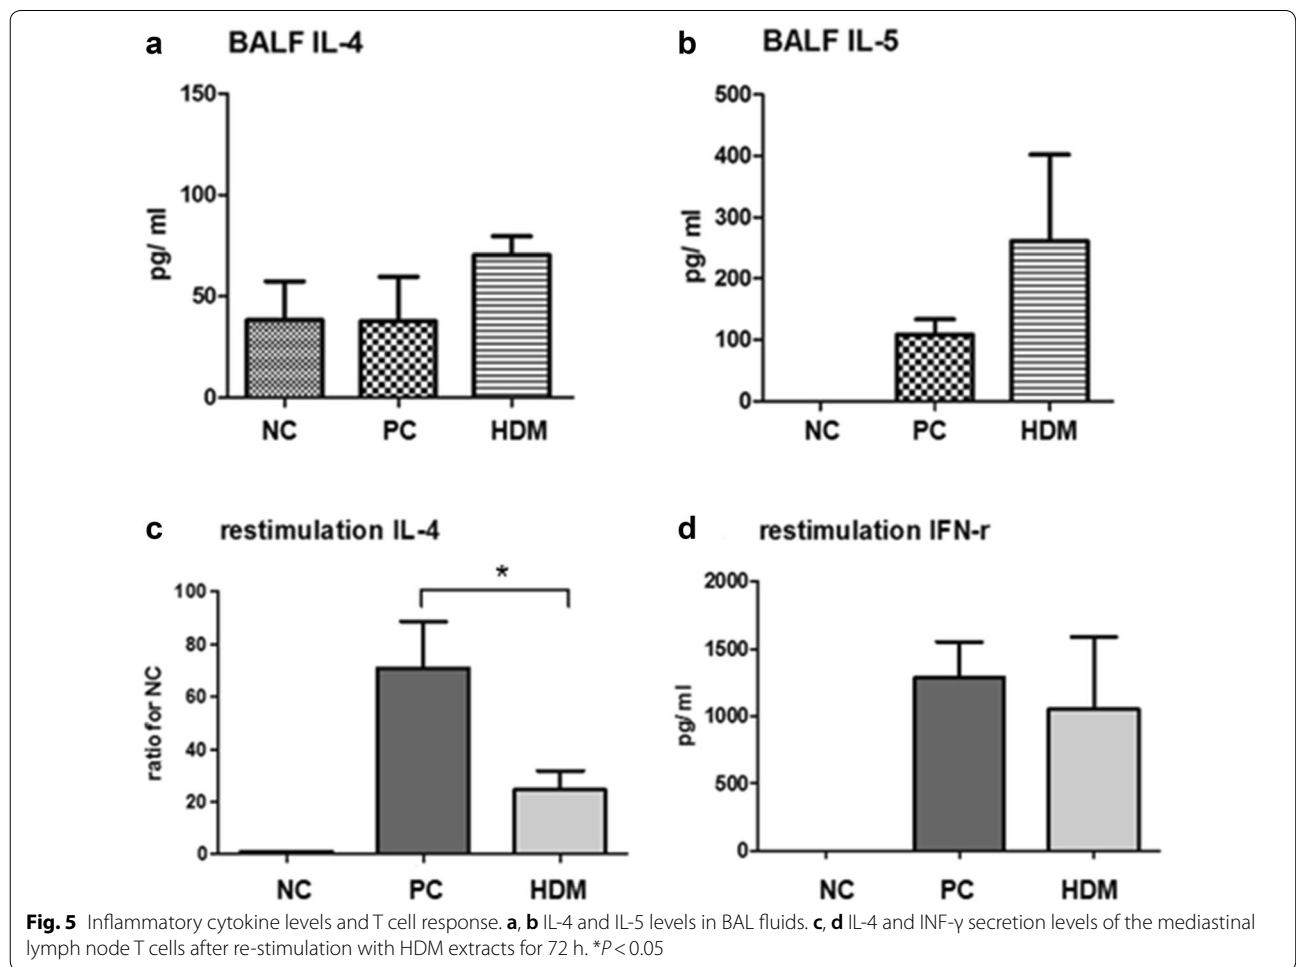 a BALF IL-4
150
100
50
0
pg/ ml
NC PC HDM
b BALF IL-5
500
400
300
200
100
0
pg/ ml
NC PC HDM
c restimulation IL-4
100
80
60
40
20
0
ratio for NC
*
NC PC HDM
d restimulation IFN-r
2000
1500
1000
500
0
pg/ml
NC PC HDM
Fig. 5 Inflammatory cytokine levels and T cell response. a, b IL-4 and IL-5 levels in BAL fluids. c, d IL-4 and INF-γ secretion levels of the mediastinal
lymph node T cells after re-stimulation with HDM extracts for 72 h. *P < 0.05